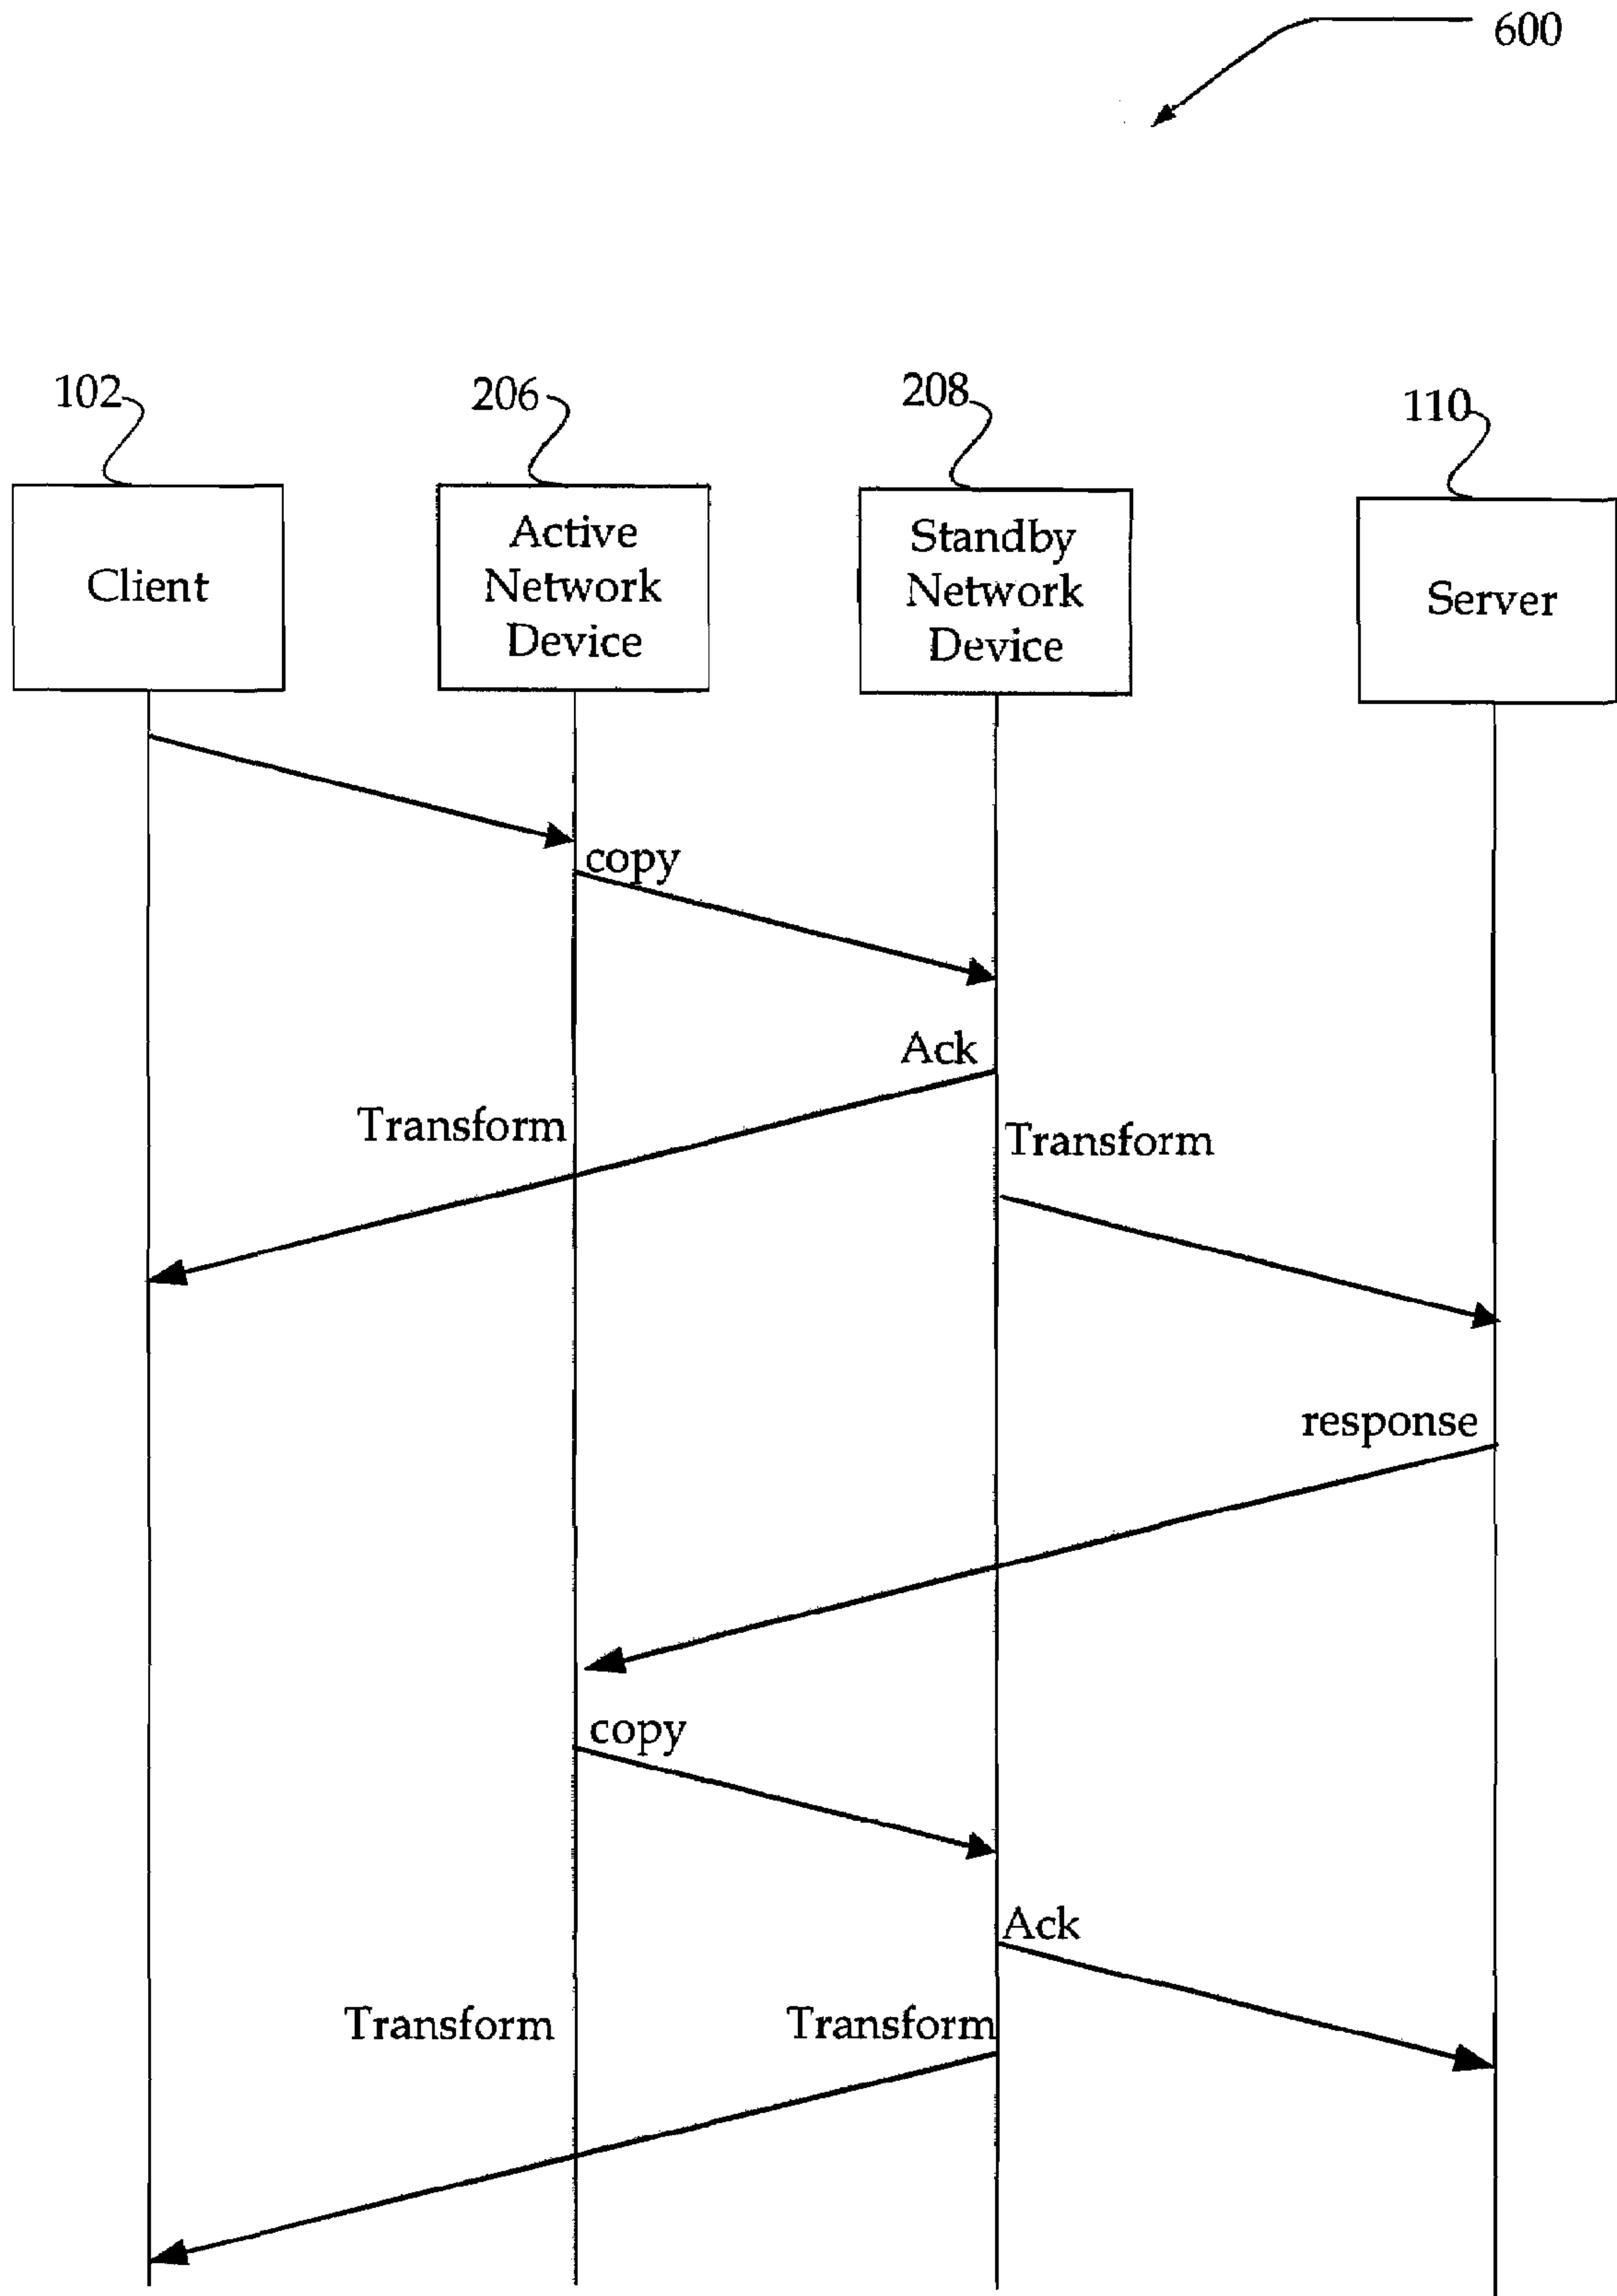 600
102
206
208
110
Client
Active
Network
Device
Standby
Network
Device
Server
copy
Ack
Transform
Transform
response
copy
Ack
Transform
Transform